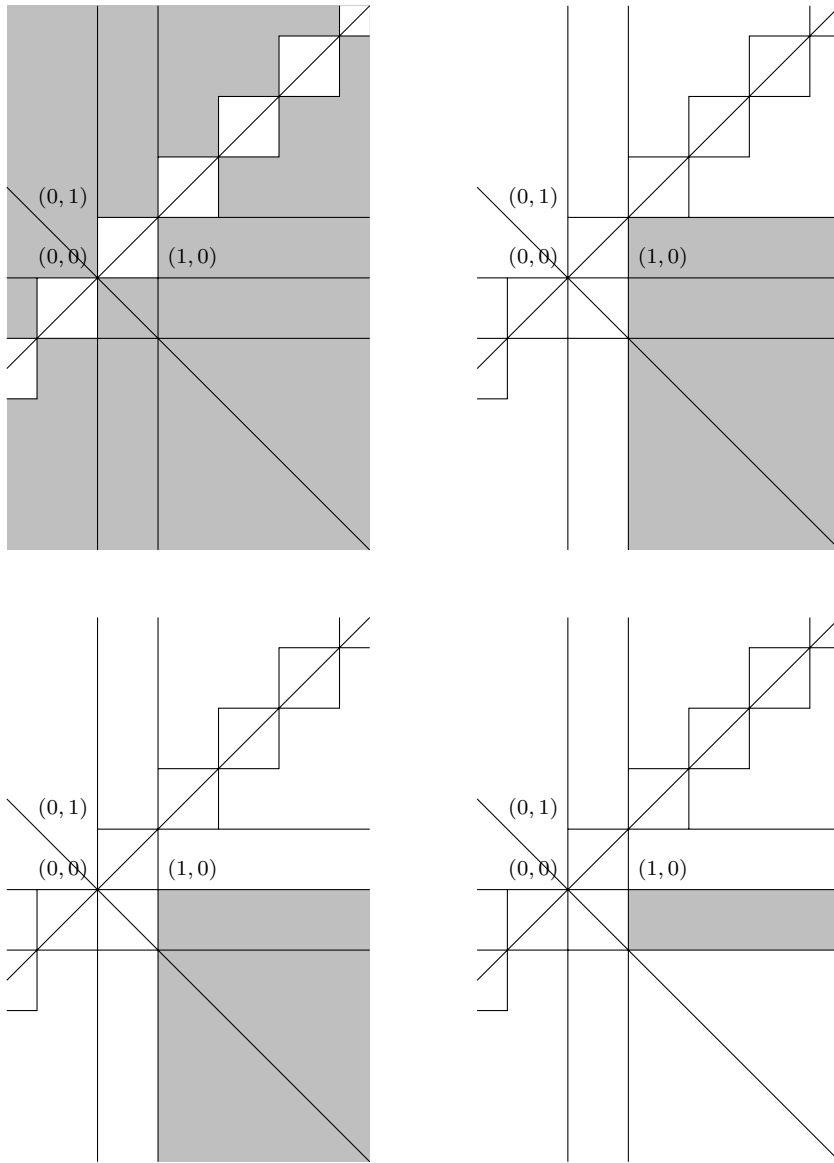 (0, 1)
(0, 0) (1, 0)
(0, 1)
(0, 0) (1, 0)
(0, 1)
(0, 0) (1, 0)
(0, 1)
(0, 0) (1, 0)